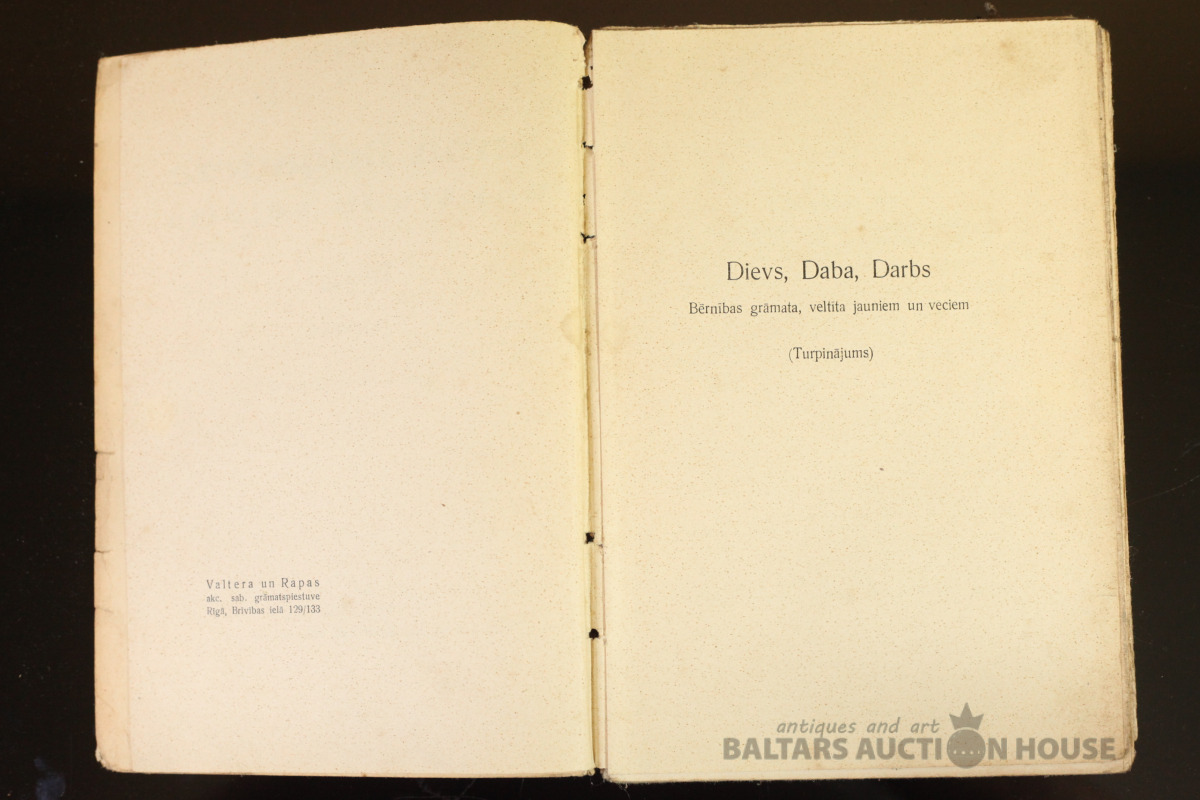 Valtera un Rapas
akc. sab. grāmatspiestuve
Rīgā, Brīvības ielā 129/133
Dievs, Daba, Darbs
Bērnības grāmata, veltīta jauniem un veciem
(Turpinājums)
antiques and art
BALTARS AUCTION HOUSE